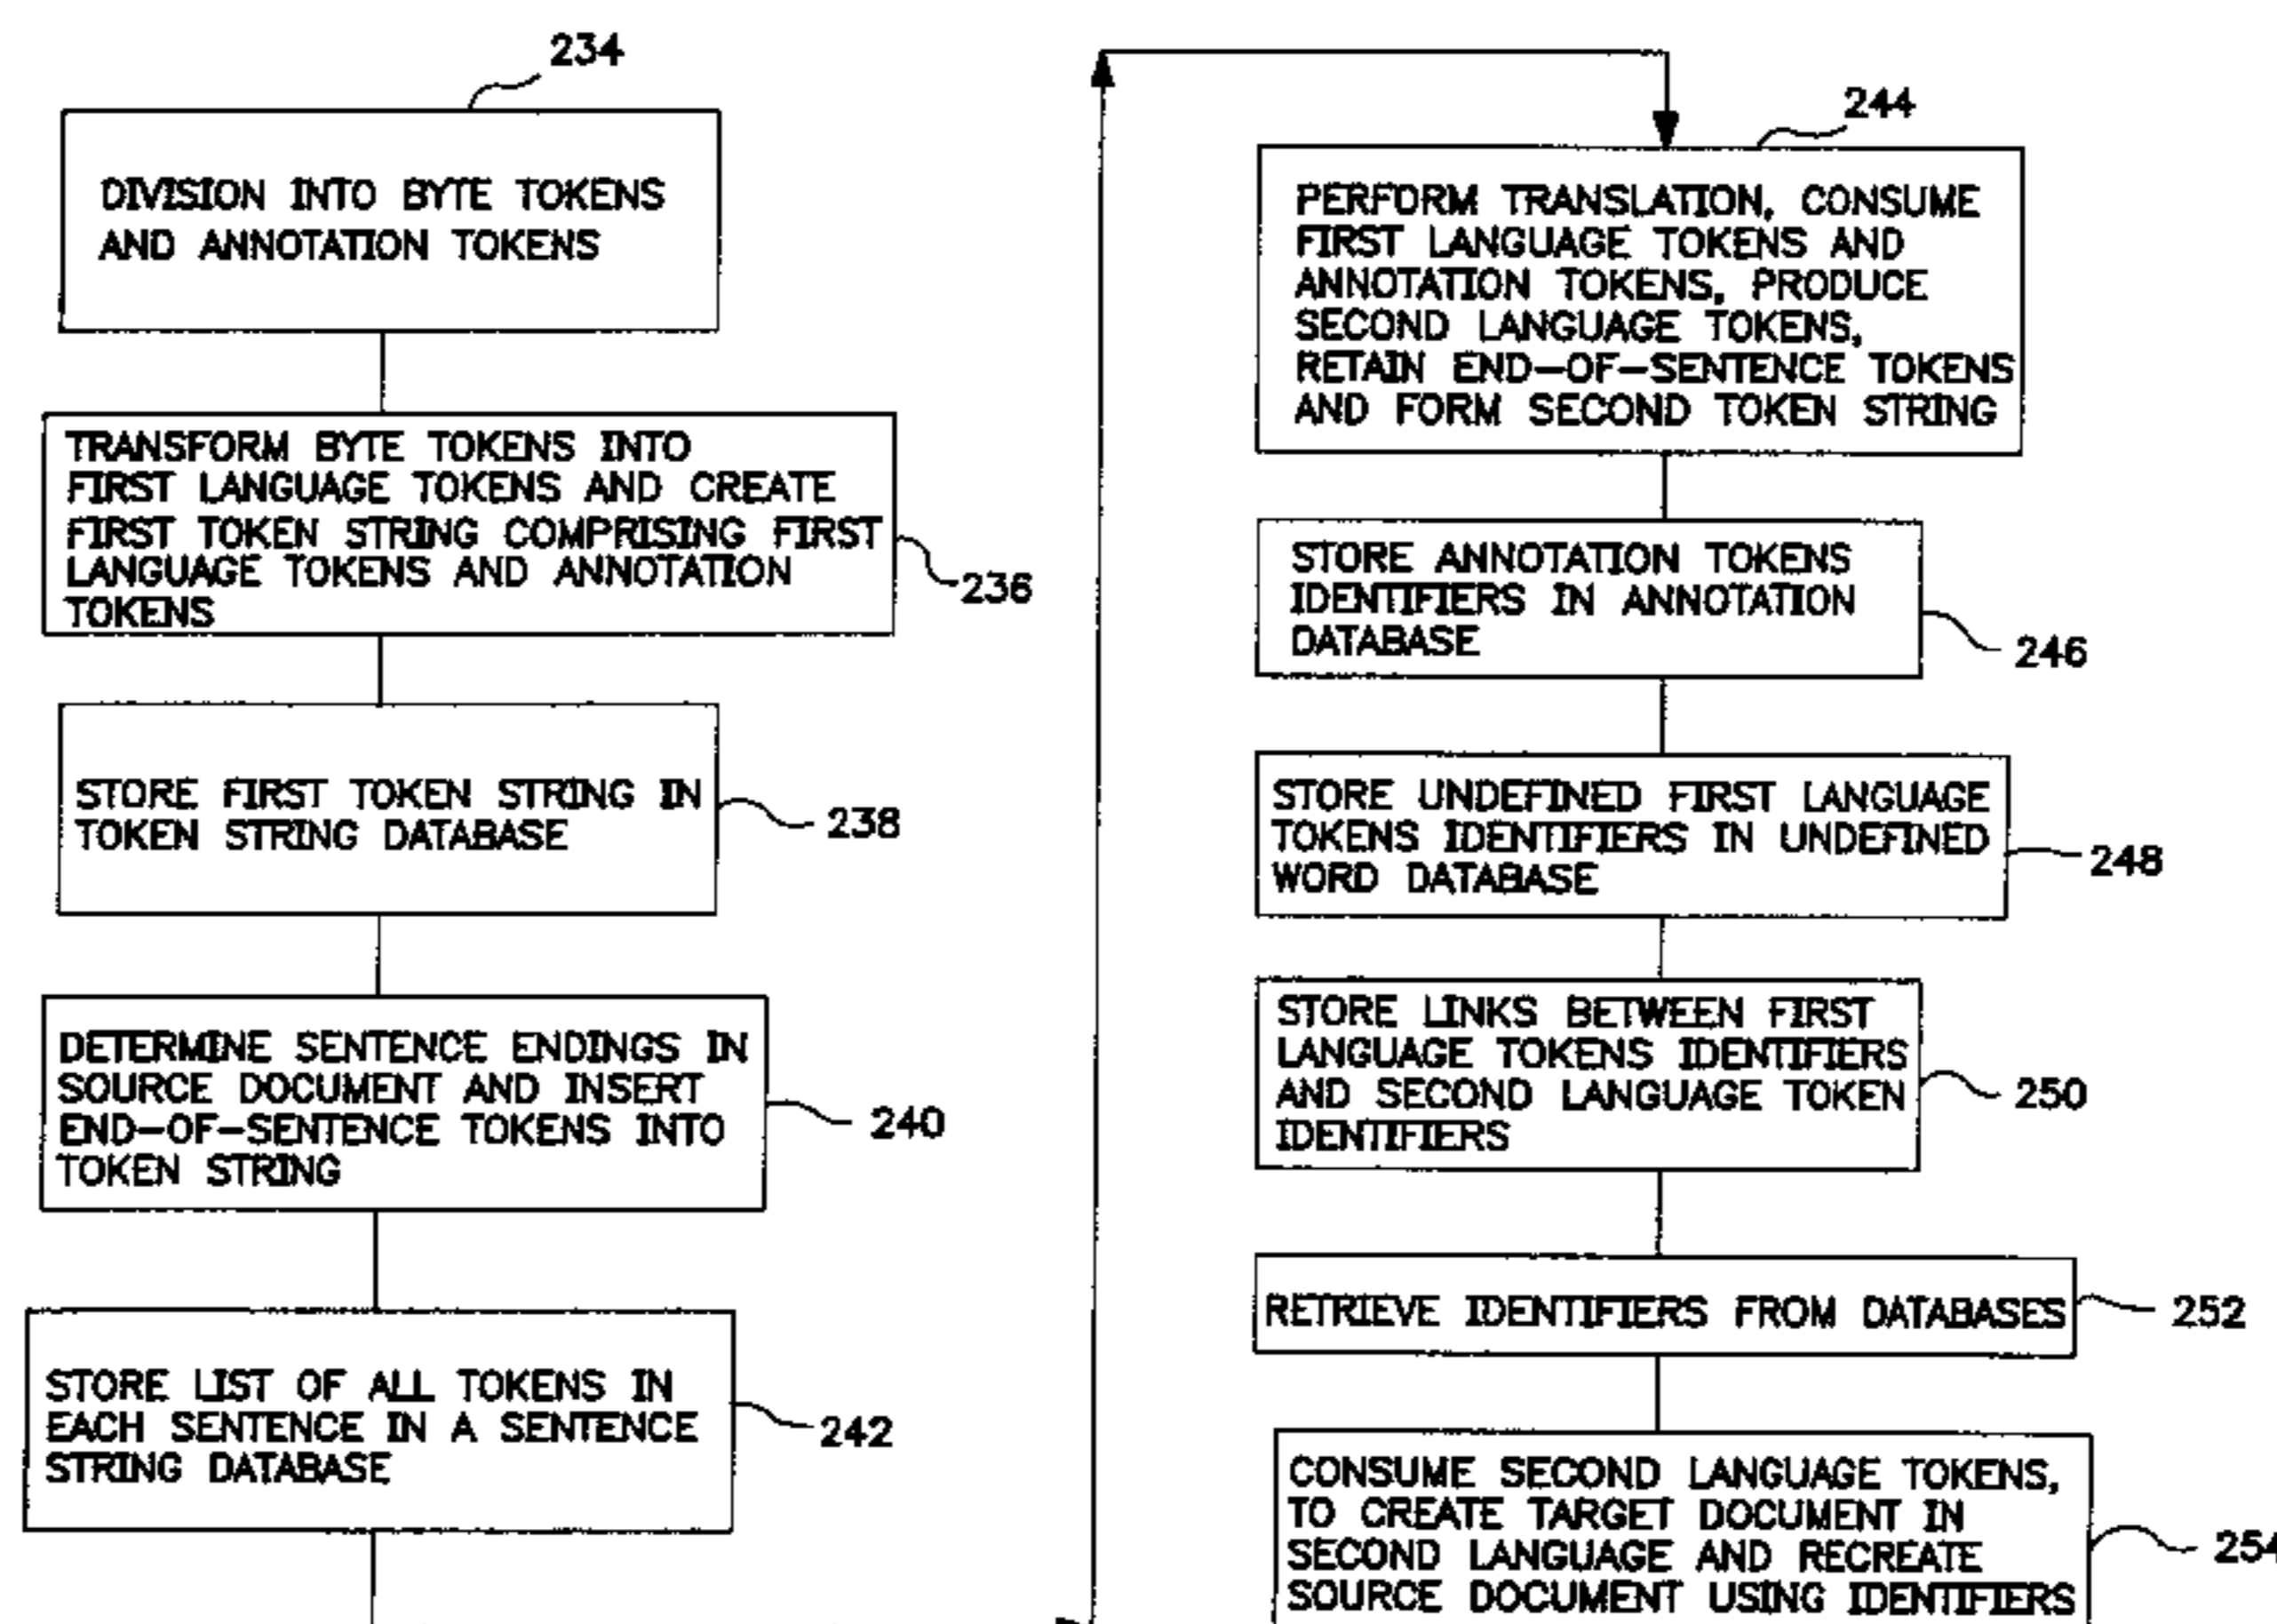 234
DIVISION INTO BYTE TOKENS
AND ANNOTATION TOKENS
TRANSFORM BYTE TOKENS INTO
FIRST LANGUAGE TOKENS AND CREATE
FIRST TOKEN STRING COMPRISING FIRST
LANGUAGE TOKENS AND ANNOTATION
TOKENS
236
STORE FIRST TOKEN STRING IN
TOKEN STRING DATABASE
238
DETERMINE SENTENCE ENDINGS IN
SOURCE DOCUMENT AND INSERT
END-OF-SENTENCE TOKENS INTO
TOKEN STRING
240
STORE LIST OF ALL TOKENS IN
EACH SENTENCE IN A SENTENCE
STRING DATABASE
242
244
PERFORM TRANSLATION, CONSUME
FIRST LANGUAGE TOKENS AND
ANNOTATION TOKENS, PRODUCE
SECOND LANGUAGE TOKENS,
RETAIN END-OF-SENTENCE TOKENS
AND FORM SECOND TOKEN STRING
STORE ANNOTATION TOKENS
IDENTIFIERS IN ANNOTATION
DATABASE
246
STORE UNDEFINED FIRST LANGUAGE
TOKENS IDENTIFIERS IN UNDEFINED
WORD DATABASE
248
STORE LINKS BETWEEN FIRST
LANGUAGE TOKENS IDENTIFIERS
AND SECOND LANGUAGE TOKEN
IDENTIFIERS
250
RETRIEVE IDENTIFIERS FROM DATABASES
252
CONSUME SECOND LANGUAGE TOKENS,
TO CREATE TARGET DOCUMENT IN
SECOND LANGUAGE AND RECREATE
SOURCE DOCUMENT USING IDENTIFIERS
254